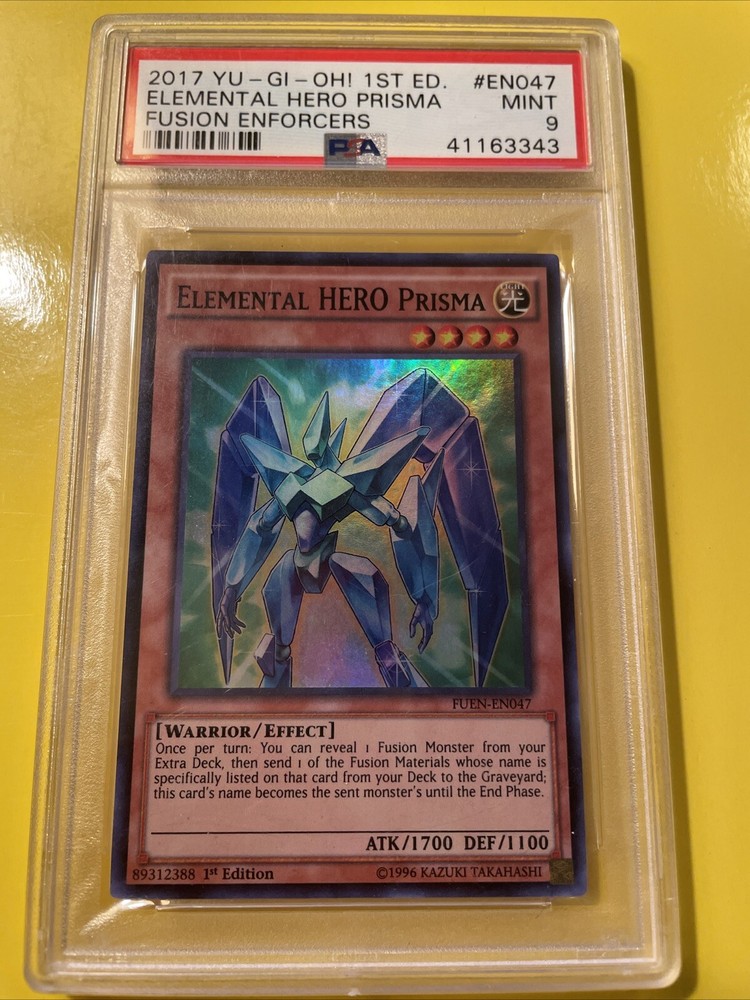 2017 YU-GI-OH! 1ST ED. #EN047
ELEMENTAL HERO PRISMA MINT
FUSION ENFORCERS 9
PSA 41163343
ELEMENTAL HERO PRISMA
LIGHT
光
FUEN-EN047
[WARRIOR/EFFECT]
Once per turn: You can reveal 1 Fusion Monster from your
Extra Deck, then send 1 of the Fusion Materials whose name is
specifically listed on that card from your Deck to the Graveyard;
this card's name becomes the sent monster's until the End Phase.
ATK/1700 DEF/1100
89312388 1st Edition ©1996 KAZUKI TAKAHASHI